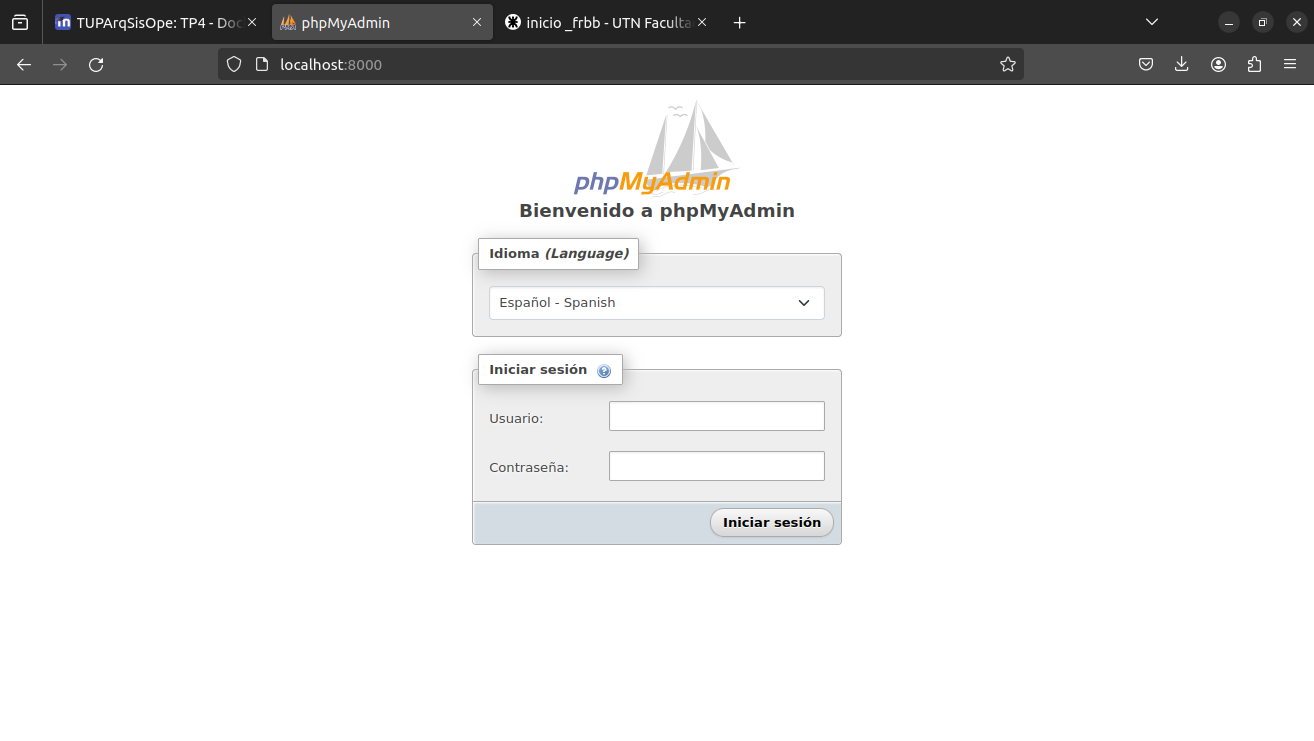 TUPArqSisOpe: TP4 - Doc
phpMyAdmin
inicio _frbb - UTN Faculta
localhost:8000
phpMyAdmin
Bienvenido a phpMyAdmin
Idioma (Language)
Español - Spanish
Iniciar sesión
Usuario:
Contraseña:
Iniciar sesión